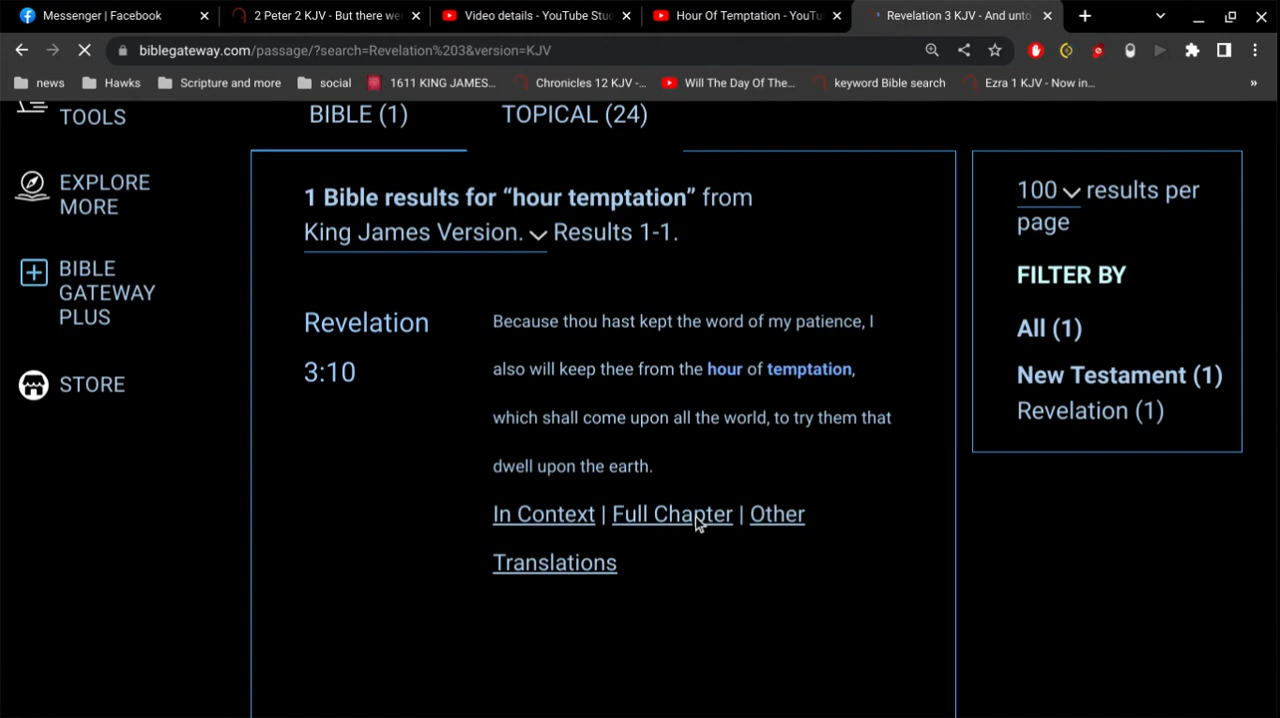 Messenger | Facebook
2 Peter 2 KJV - But there we
Video details - YouTube Stu
Hour Of Temptation - YouT
Revelation 3 KJV - And unto
biblegateway.com/passage/?search=Revelation%203&version=KJV
news
Hawks
Scripture and more
social
1611 KING JAMES...
Chronicles 12 KJV -...
Will The Day Of The...
keyword Bible search
Ezra 1 KJV - Now in...
»
TOOLS
BIBLE (1)
TOPICAL (24)
EXPLORE
MORE
BIBLE
GATEWAY
PLUS
STORE
1 Bible results for “hour temptation” from
King James Version. Results 1-1.
Revelation
3:10
Because thou hast kept the word of my patience, I
also will keep thee from the hour of temptation,
which shall come upon all the world, to try them that
dwell upon the earth.
In Context | Full Chapter | Other
Translations
100 results per
page
FILTER BY
All (1)
New Testament (1)
Revelation (1)